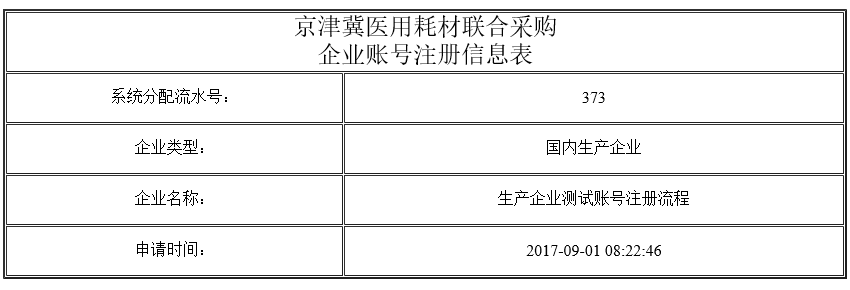 京津冀医用耗材联合采购
企业账号注册信息表
系统分配流水号： 373
企业类型： 国内生产企业
企业名称： 生产企业测试账号注册流程
申请时间： 2017-09-01 08:22:46